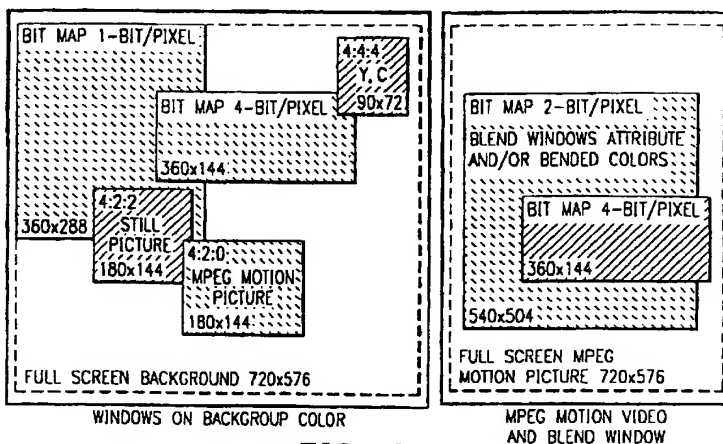 BIT MAP 1-BIT/PIXEL
4:4:4
Y, C
90x72
BIT MAP 4-BIT/PIXEL
360x144
360x288
4:2:2
STILL
PICTURE
180x144
4:2:0
MPEG MOTION
PICTURE
180x144
FULL SCREEN BACKGROUND 720x576
WINDOWS ON BACKGROUP COLOR
BIT MAP 2-BIT/PIXEL
BLEND WINDOWS ATTRIBUTE
AND/OR BENDED COLORS
BIT MAP 4-BIT/PIXEL
360x144
540x504
FULL SCREEN MPEG
MOTION PICTURE 720x576
MPEG MOTION VIDEO
AND BLEND WINDOW